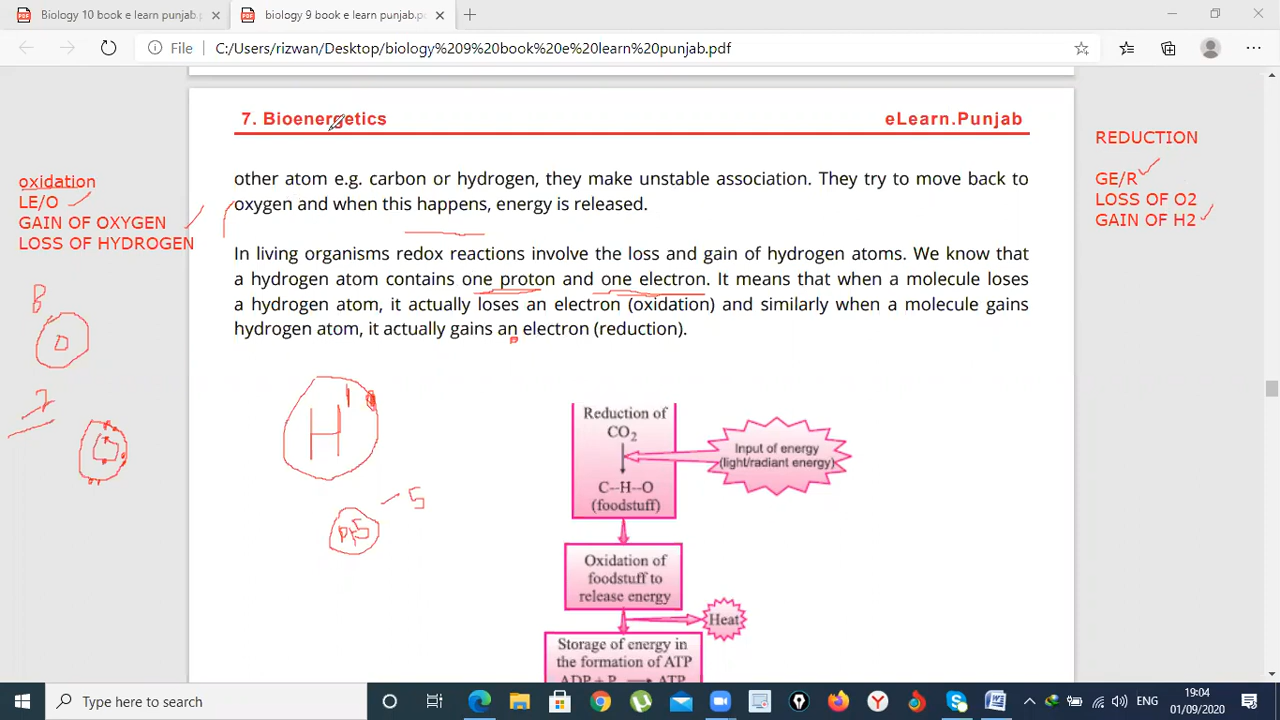 Biology 10 book e learn punjab p
biology 9 book e learn punjab.pd
File
C:/Users/rizwan/Desktop/biology%209%20book%20e%20learn%20punjab.pdf
7. Bioenergetics
eLearn.Punjab
REDUCTION
GE/R
LOSS OF O2
GAIN OF H2
oxidation
LE/O
GAIN OF OXYGEN
LOSS OF HYDROGEN
other atom e.g. carbon or hydrogen, they make unstable association. They try to move back to
oxygen and when this happens, energy is released.
In living organisms redox reactions involve the loss and gain of hydrogen atoms. We know that
a hydrogen atom contains one proton and one electron. It means that when a molecule loses
a hydrogen atom, it actually loses an electron (oxidation) and similarly when a molecule gains
hydrogen atom, it actually gains an electron (reduction).
H
5
Reduction of
CO2
C--H--O
(foodstuff)
Input of energy
(light/radiant energy)
Oxidation of
foodstuff to
release energy
Heat
Storage of energy in
the formation of ATP
ADP + P ATP
Type here to search
ENG
19:04
01/09/2020